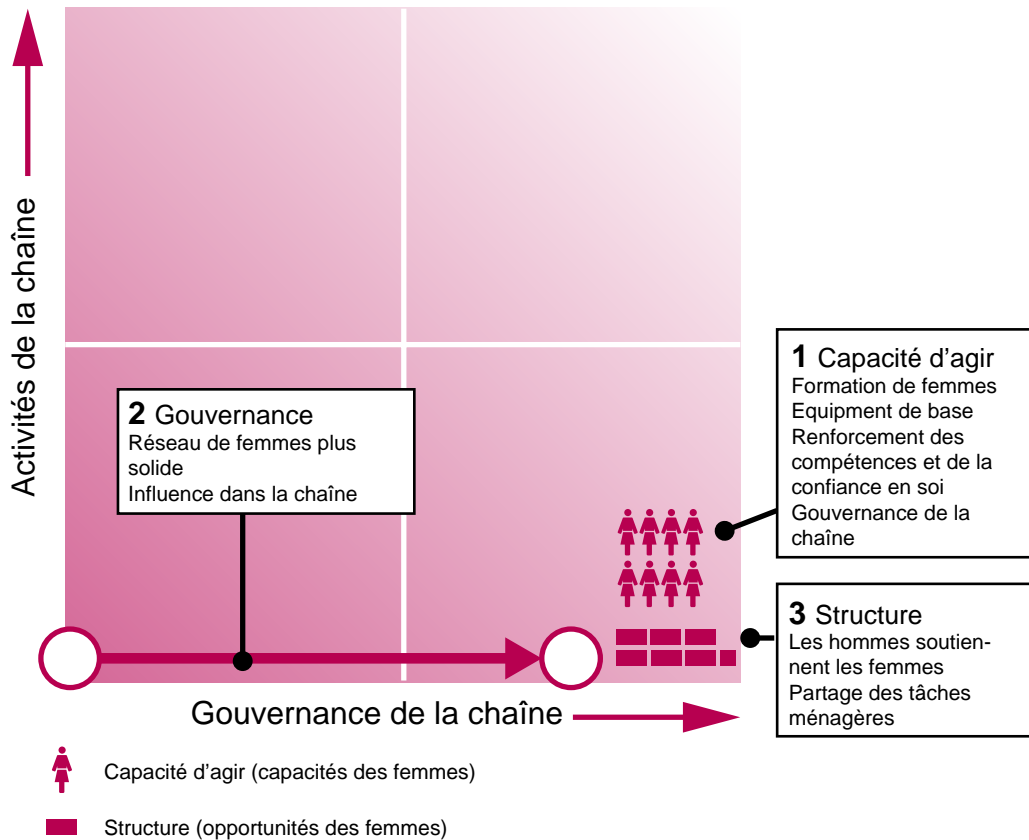 Activités de la chaîne
2 Gouvernance
Réseau de femmes plus
solide
Influence dans la chaîne
1 Capacité d'agir
Formation de femmes
Equipment de base
Renforcement des
compétences et de la
confiance en soi
Gouvernance de la
chaîne
3 Structure
Les hommes soutien-
nent les femmes
Partage des tâches
ménagères
Gouvernance de la chaîne
Capacité d'agir (capacités des femmes)
Structure (opportunités des femmes)